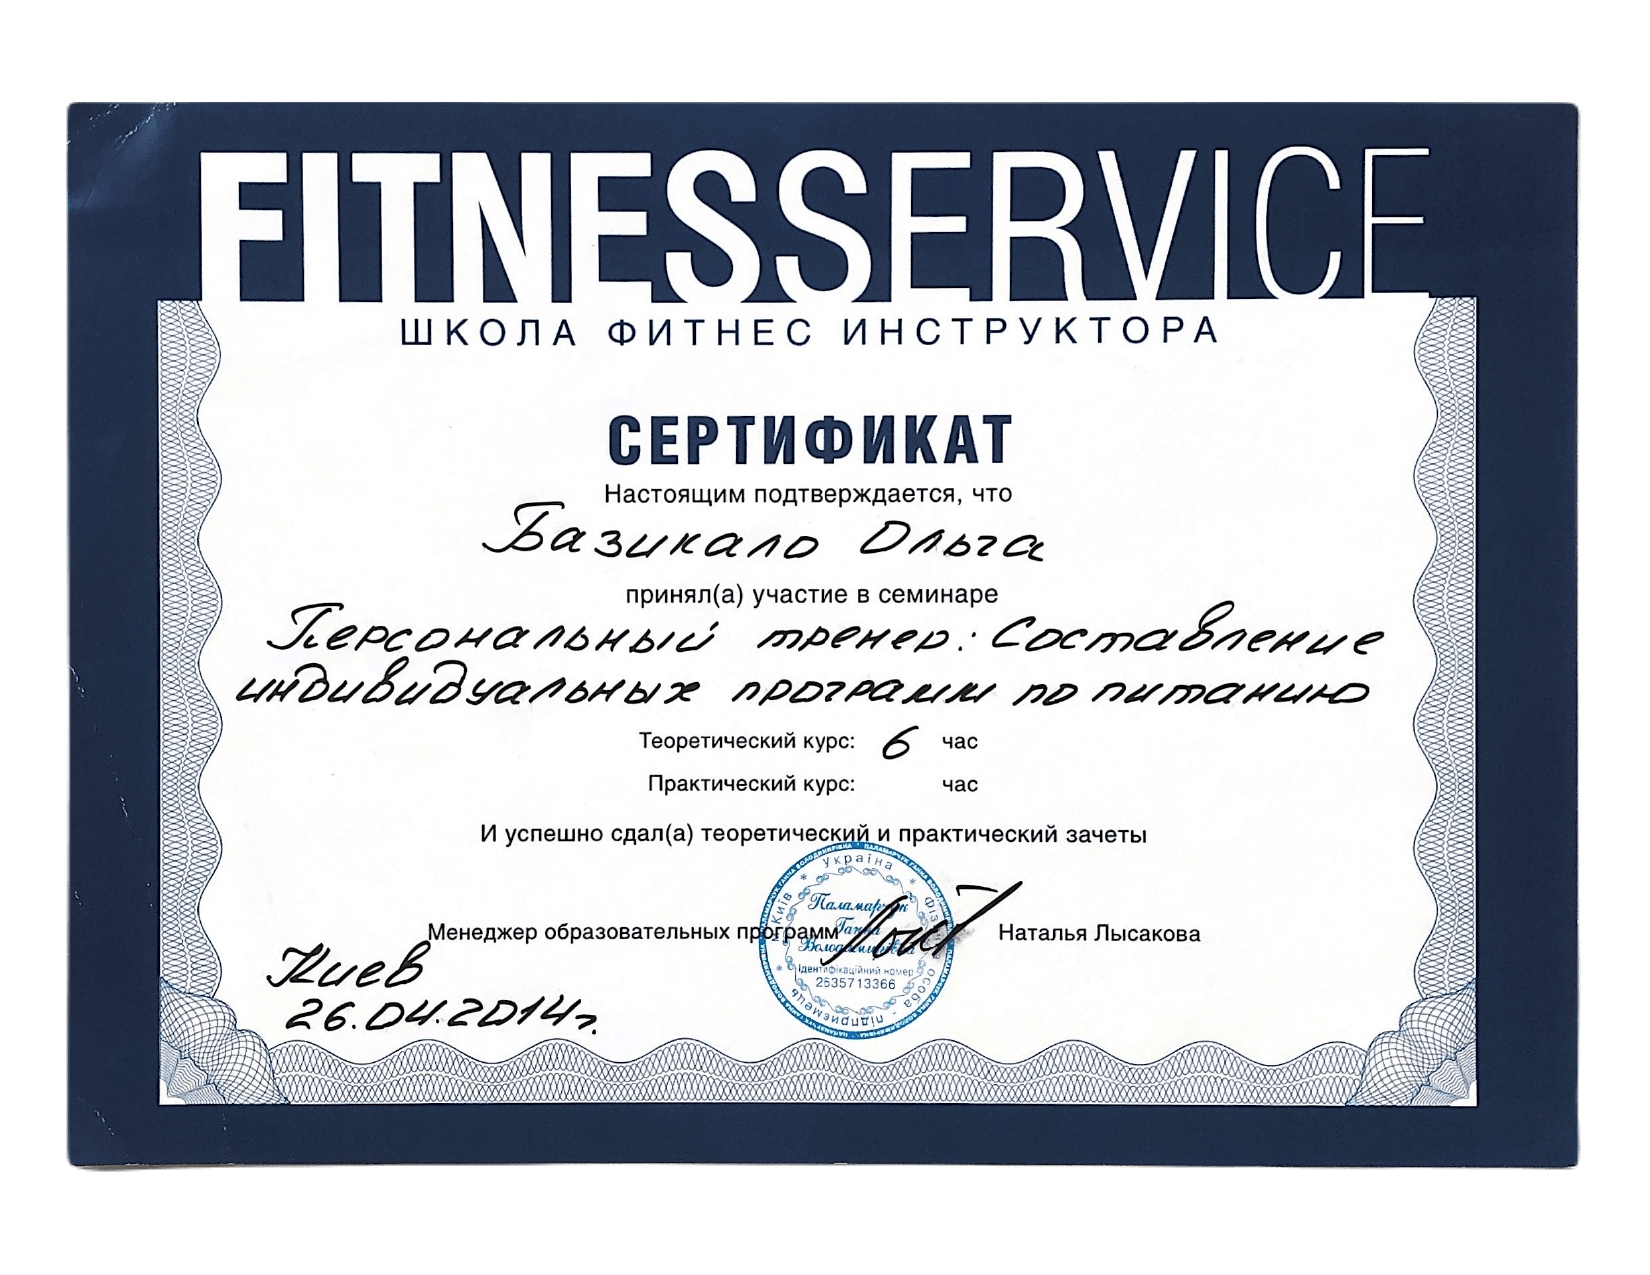 FITNESSERVICE
ШКОЛА ФИТНЕС ИНСТРУКТОРА
СЕРТИФИКАТ
Настоящим подтверждается, что
Базикало Ольга
принял(а) участие в семинаре
Персональный тренер: Составление
индивидуальных программ по питанию
Теоретический курс: 6 час
Практический курс: час
И успешно сдал(а) теоретический и практический зачеты
Менеджер образовательных программ Наталья Лысакова
Україна
Паламарчук
Ганна
Володимирівна
Ідентифікаційний номер
2535713366
Фізична особа - підприємець
м.Київ
Киев
26.04.2014г.